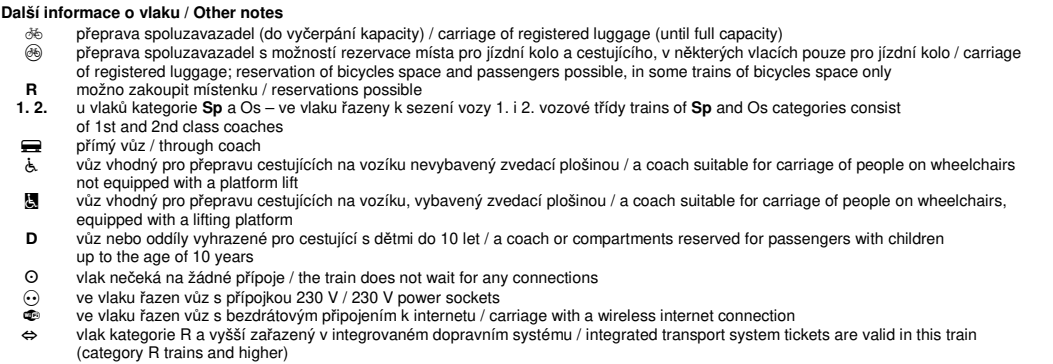 Další informace o vlaku / Other notes
přeprava spoluzavazadel (do vyčerpání kapacity) / carriage of registered luggage (until full capacity)
přeprava spoluzavazadel s možností rezervace místa pro jízdní kolo a cestujícího, v některých vlacích pouze pro jízdní kolo / carriage
of registered luggage; reservation of bicycles space and passengers possible, in some trains of bicycles space only
R možno zakoupit místenku / reservations possible
1. 2. u vlaků kategorie Sp a Os – ve vlaku řazeny k sezení vozy 1. i 2. vozové třídy trains of Sp and Os categories consist
of 1st and 2nd class coaches
přímý vůz / through coach
vůz vhodný pro přepravu cestujících na vozíku nevybavený zvedací plošinou / a coach suitable for carriage of people on wheelchairs
not equipped with a platform lift
vůz vhodný pro přepravu cestujících na vozíku, vybavený zvedací plošinou / a coach suitable for carriage of people on wheelchairs,
equipped with a lifting platform
D vůz nebo oddíly vyhrazené pro cestující s dětmi do 10 let / a coach or compartments reserved for passengers with children
up to the age of 10 years
vlak nečeká na žádné přípoje / the train does not wait for any connections
ve vlaku řazen vůz s přípojkou 230 V / 230 V power sockets
ve vlaku řazen vůz s bezdrátovým připojením k internetu / carriage with a wireless internet connection
⇔ vlak kategorie R a vyšší zařazený v integrovaném dopravním systému / integrated transport system tickets are valid in this train
(category R trains and higher)